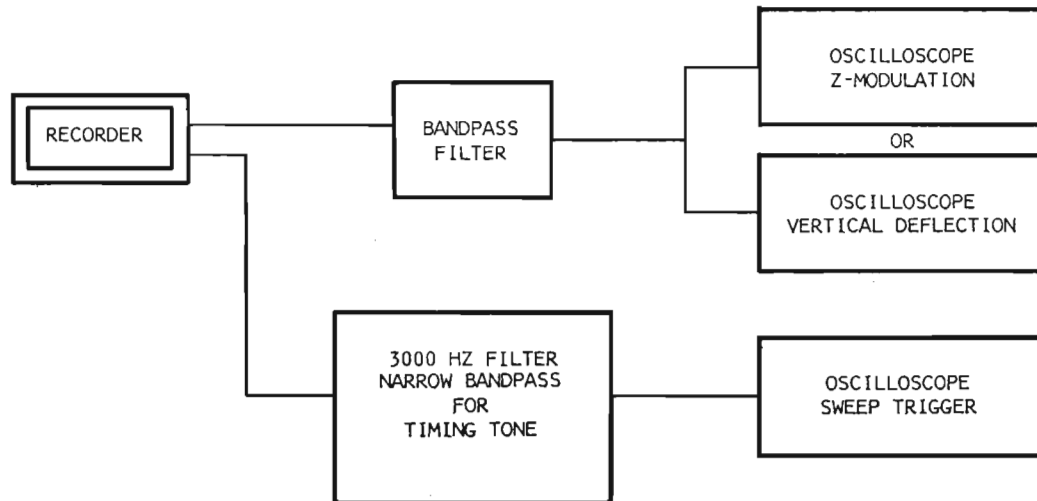 OSCILLOSCOPE
Z-MODULATION
RECORDER
BANDPASS
FILTER
OR
OSCILLOSCOPE
VERTICAL DEFLECTION
3000 HZ FILTER
NARROW BANDPASS
FOR
TIMING TONE
OSCILLOSCOPE
SWEEP TRIGGER